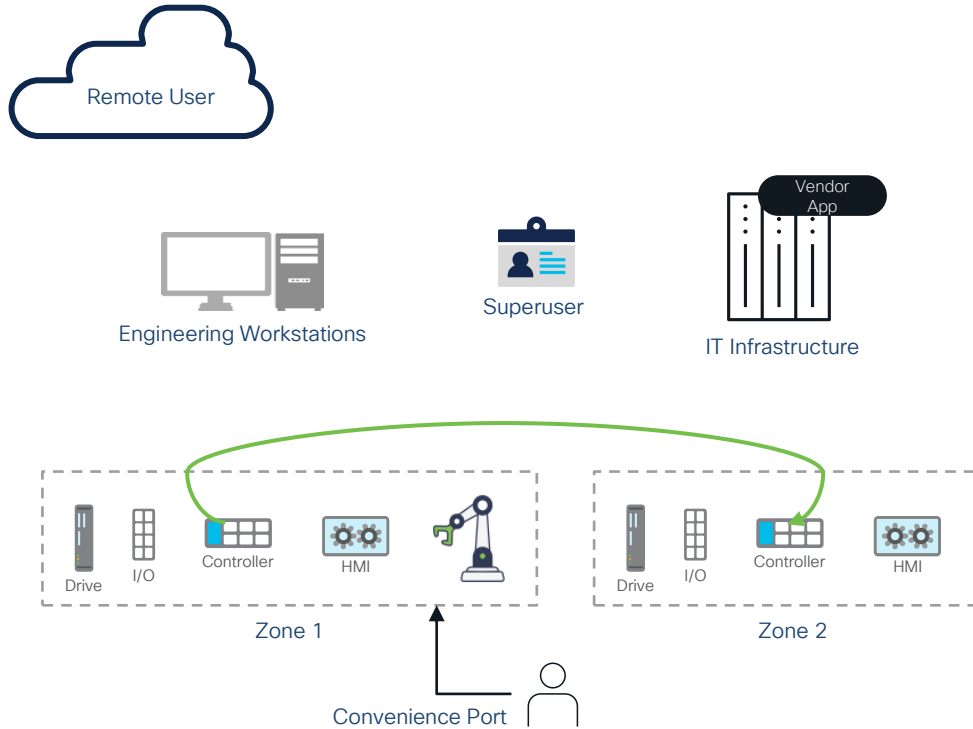 Remote User
Vendor
App
Engineering Workstations
Superuser
IT Infrastructure
Drive
I/O
Controller
HMI
Zone 1
Drive
I/O
Controller
HMI
Zone 2
Convenience Port